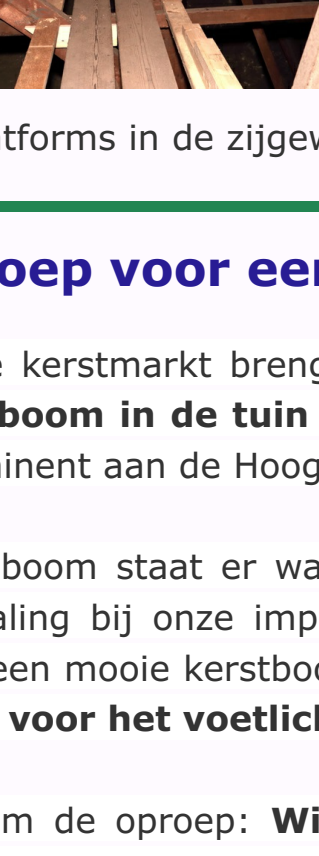 tforms in de zijgew
oep voor een
kerstmarkt breng
boom in de tuin
inent aan de Hoog
boom staat er wa
aling bij onze imp
een mooie kerstboo
voor het voetlich
m de oproep: Wi